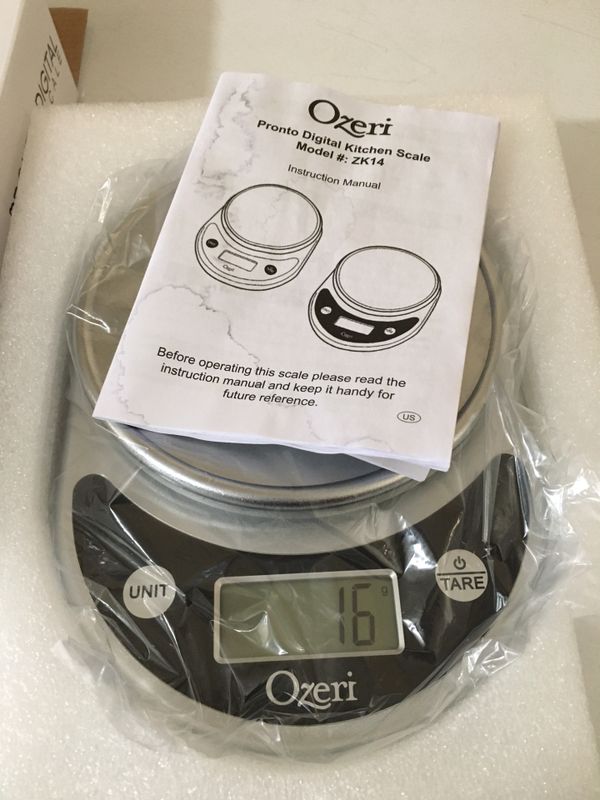 DIGITAL
Ozeri
Pronto Digital Kitchen Scale
Model #: ZK14
Instruction Manual
Before operating this scale please read the
instruction manual and keep it handy for
future reference.
US
UNIT
16 g
TARE
Ozeri